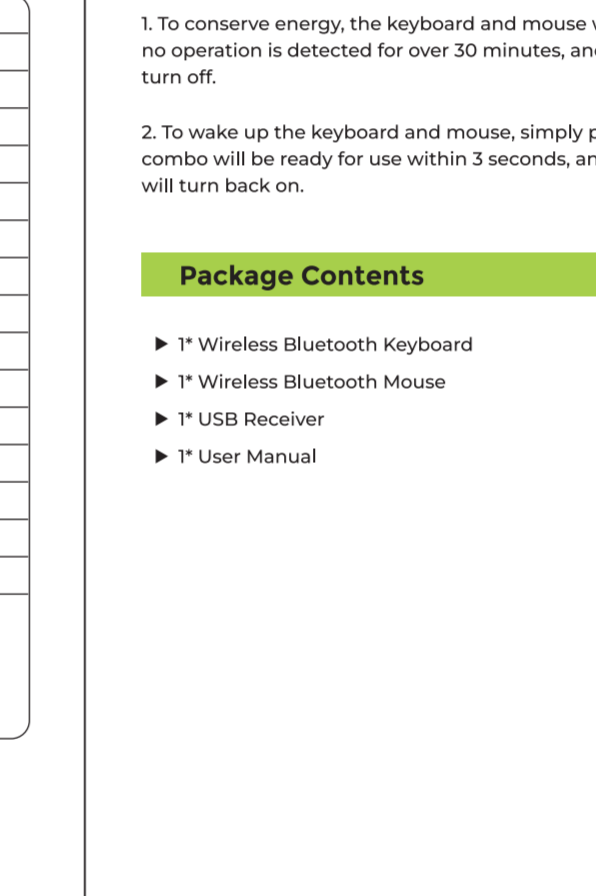 1. To conserve energy, the keyboard and mouse
no operation is detected for over 30 minutes, an
turn off.
2. To wake up the keyboard and mouse, simply
combo will be ready for use within 3 seconds, an
will turn back on.
Package Contents
▶ 1* Wireless Bluetooth Keyboard
▶ 1* Wireless Bluetooth Mouse
▶ 1* USB Receiver
▶ 1* User Manual